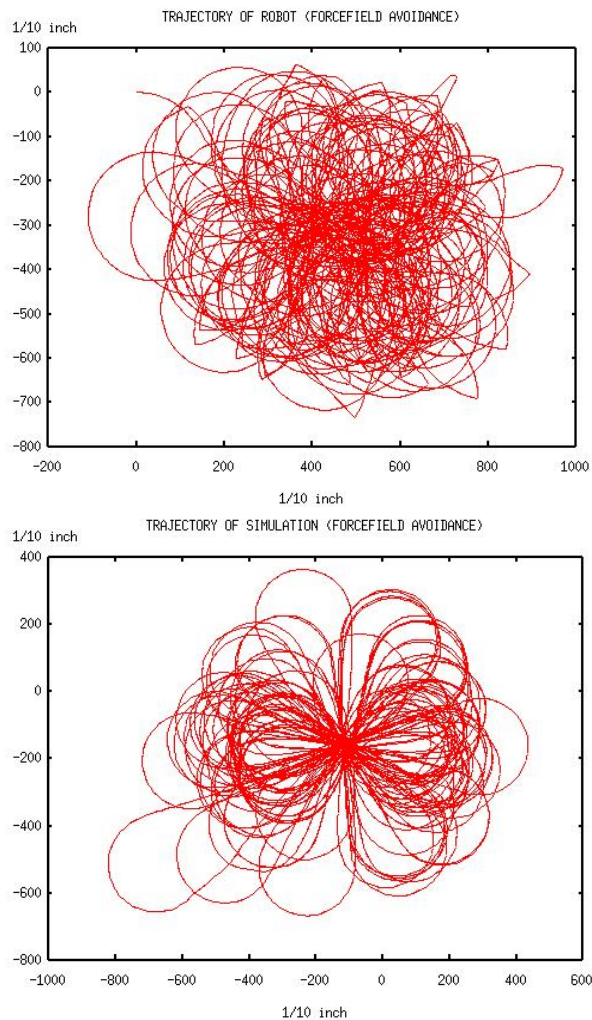 TRAJECTORY OF ROBOT (FORCEFIELD AVOIDANCE)
1/10 inch
100
0
-100
-200
-300
-400
-500
-600
-700
-800
-200 0 200 400 600 800 1000
1/10 inch
TRAJECTORY OF SIMULATION (FORCEFIELD AVOIDANCE)
1/10 inch
400
200
0
-200
-400
-600
-800
-1000 -800 -600 -400 -200 0 200 400 600
1/10 inch